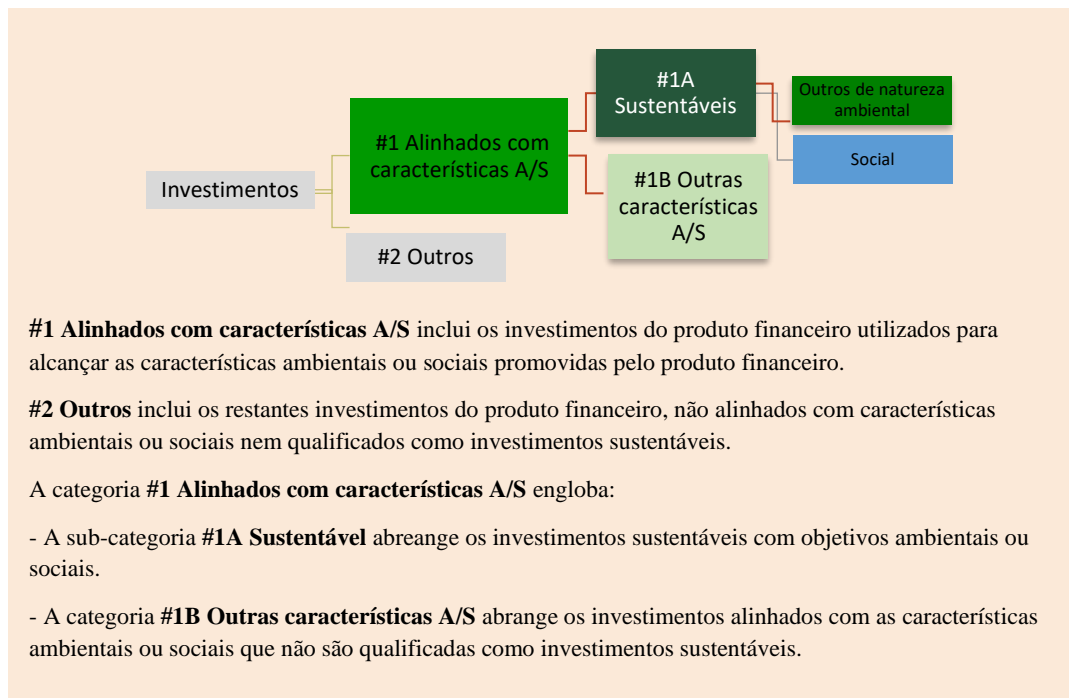 #1A
Sustentáveis
Outros de natureza
ambiental
#1 Alinhados com
características A/S
Social
#1B Outras
características
A/S
Investimentos
#2 Outros
#1 Alinhados com características A/S inclui os investimentos do produto financeiro utilizados para
alcançar as características ambientais ou sociais promovidas pelo produto financeiro.
#2 Outros inclui os restantes investimentos do produto financeiro, não alinhados com características
ambientais ou sociais nem qualificados como investimentos sustentáveis.
A categoria #1 Alinhados com características A/S engloba:
- A sub-categoria #1A Sustentável abreange os investimentos sustentáveis com objetivos ambientais ou
sociais.
- A categoria #1B Outras características A/S abrange os investimentos alinhados com as características
ambientais ou sociais que não são qualificadas como investimentos sustentáveis.